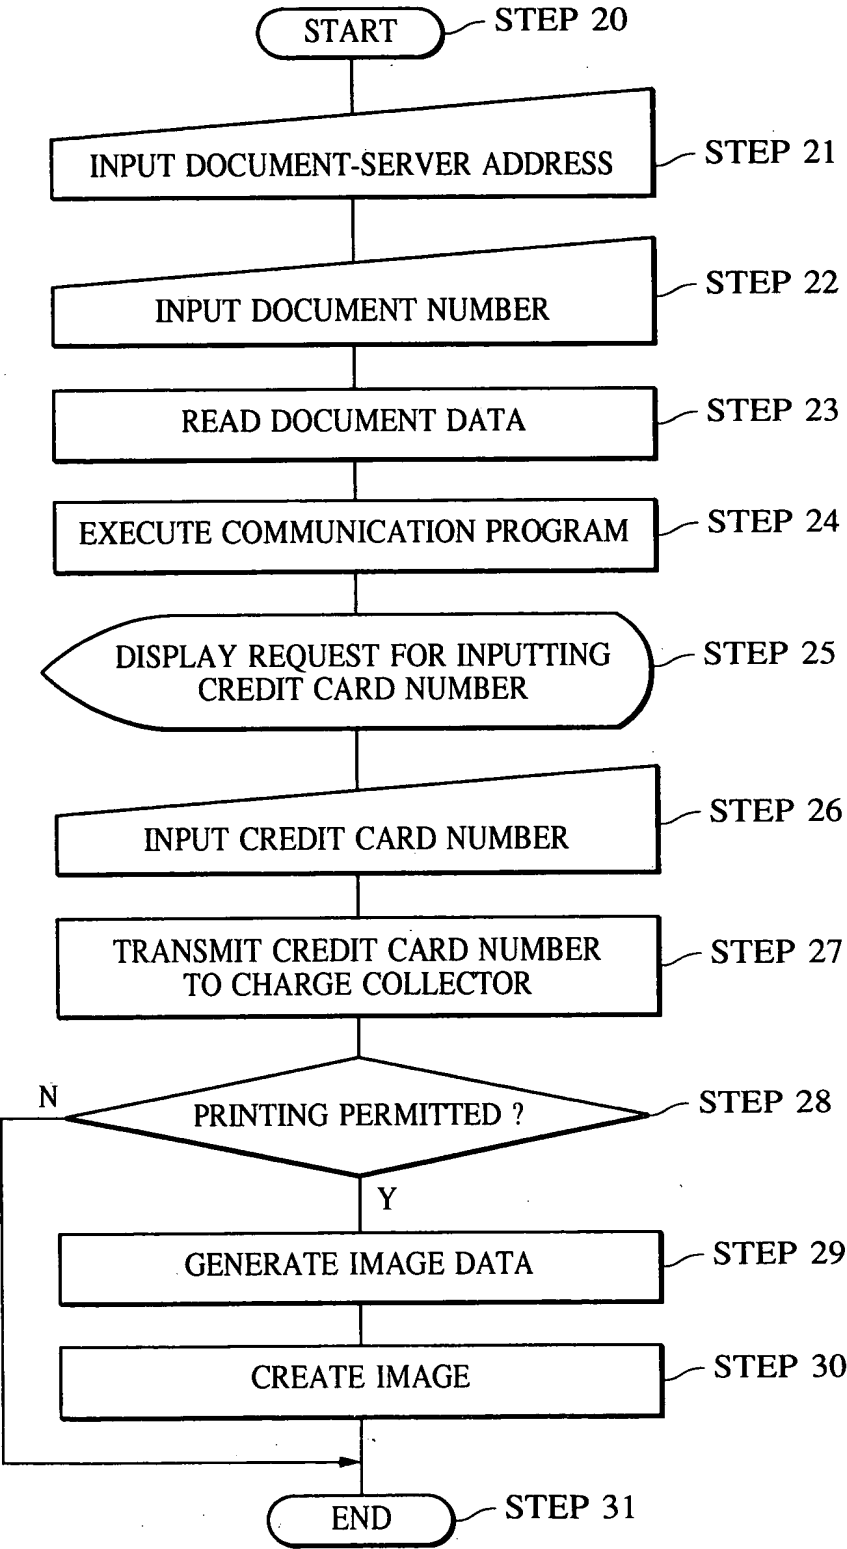 START
STEP 20
INPUT DOCUMENT-SERVER ADDRESS
STEP 21
INPUT DOCUMENT NUMBER
STEP 22
READ DOCUMENT DATA
STEP 23
EXECUTE COMMUNICATION PROGRAM
STEP 24
DISPLAY REQUEST FOR INPUTTING
CREDIT CARD NUMBER
STEP 25
INPUT CREDIT CARD NUMBER
STEP 26
TRANSMIT CREDIT CARD NUMBER
TO CHARGE COLLECTOR
STEP 27
N
PRINTING PERMITTED ?
STEP 28
Y
GENERATE IMAGE DATA
STEP 29
CREATE IMAGE
STEP 30
END
STEP 31